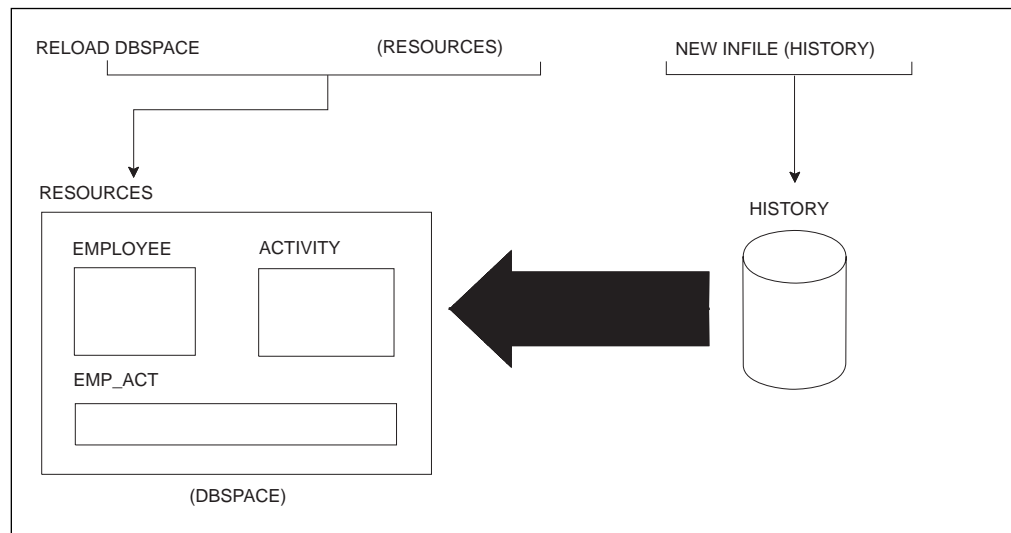 RELOAD DBSPACE (RESOURCES) NEW INFILE (HISTORY)
RESOURCES
HISTORY
EMPLOYEE ACTIVITY
EMP_ACT
(DBSPACE)